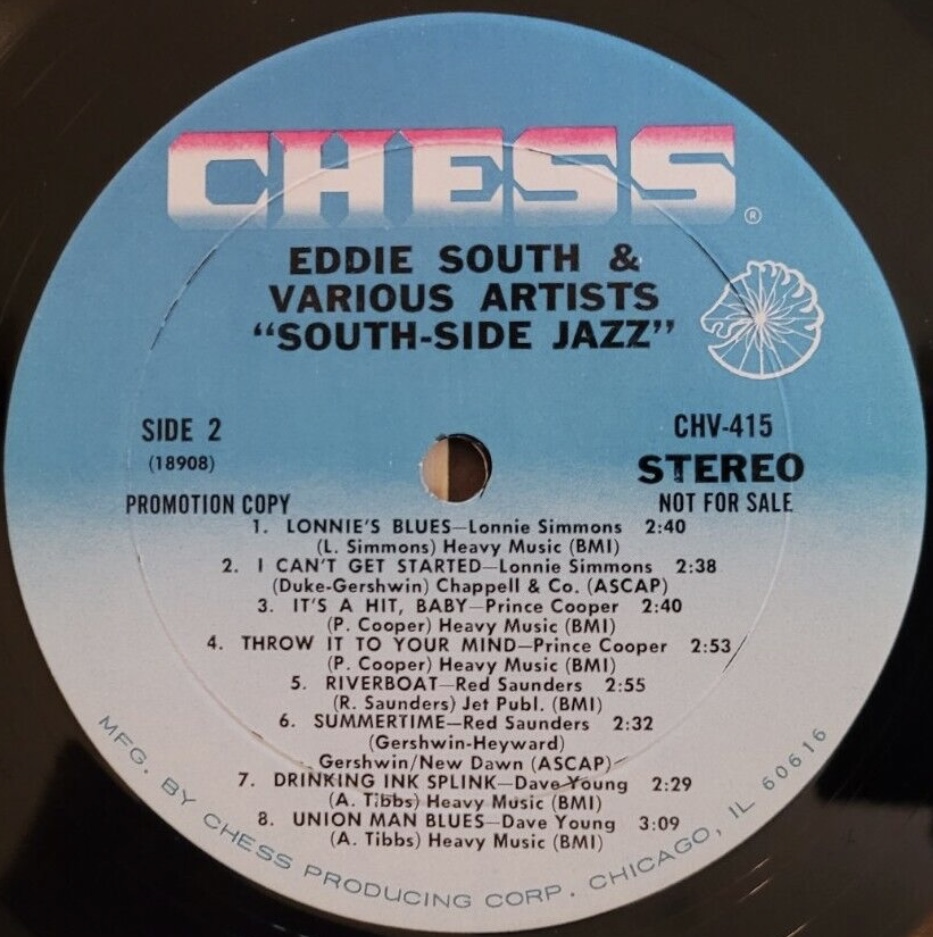 CHESS®
EDDIE SOUTH &
VARIOUS ARTISTS
“SOUTH-SIDE JAZZ”
SIDE 2
(18908)
PROMOTION COPY
CHV-415
STEREO
NOT FOR SALE
1. LONNIE'S BLUES—Lonnie Simmons 2:40
(L. Simmons) Heavy Music (BMI)
2. I CAN'T GET STARTED—Lonnie Simmons 2:38
(Duke-Gershwin) Chappell & Co. (ASCAP)
3. IT'S A HIT, BABY—Prince Cooper 2:40
(P. Cooper) Heavy Music (BMI)
4. THROW IT TO YOUR MIND—Prince Cooper 2:53
(P. Cooper) Heavy Music (BMI)
5. RIVERBOAT—Red Saunders 2:55
(R. Saunders) Jet Publ. (BMI)
6. SUMMERTIME—Red Saunders 2:32
(Gershwin-Heyward)
Gershwin/New Dawn (ASCAP)
7. DRINKING INK SPLINK—Dave Young 2:29
(A. Tibbs) Heavy Music (BMI)
8. UNION MAN BLUES—Dave Young 3:09
(A. Tibbs) Heavy Music (BMI)
MFG. BY CHESS PRODUCING CORP. CHICAGO, IL 60616